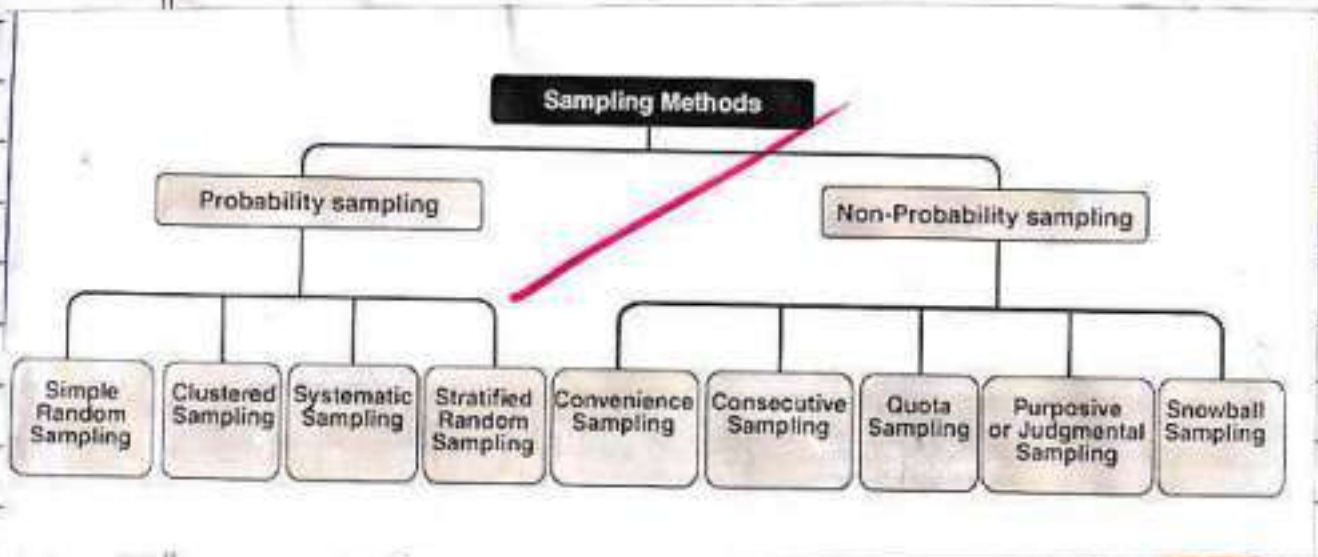 Sampling Methods
Probability sampling
Non-Probability sampling
Simple
Random
Sampling
Clustered
Sampling
Systematic
Sampling
Stratified
Random
Sampling
Convenience
Sampling
Consecutive
Sampling
Quota
Sampling
Purposive
or Judgmental
Sampling
Snowball
Sampling